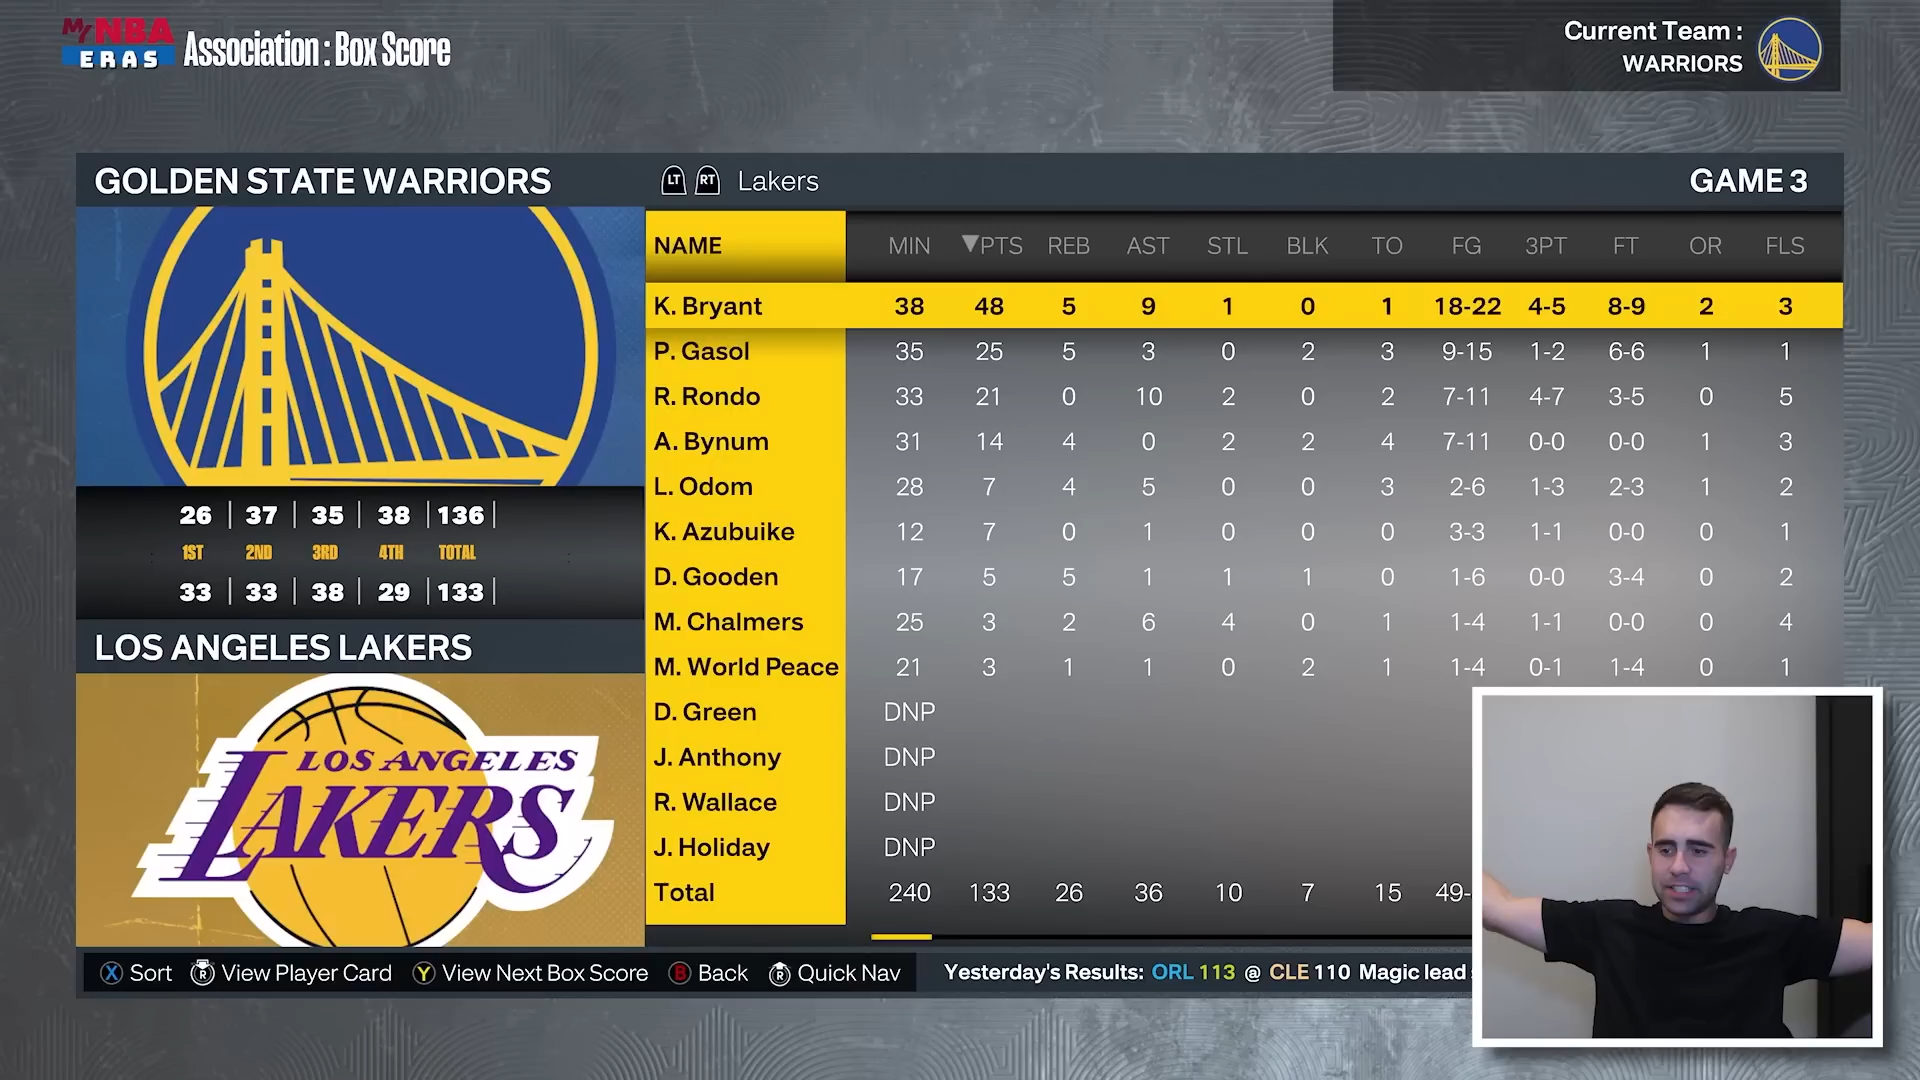 My NBA ERAS Association : Box Score
Current Team :
WARRIORS
GOLDEN STATE WARRIORS
26 | 37 | 35 | 38 | 136 |
1ST 2ND 3RD 4TH TOTAL
33 | 33 | 38 | 29 | 133 |
LOS ANGELES LAKERS
LOS ANGELES
LAKERS
LT RT Lakers GAME 3
NAME MIN ▼PTS REB AST STL BLK TO FG 3PT FT OR FLS
K. Bryant 38 48 5 9 1 0 1 18-22 4-5 8-9 2 3
P. Gasol 35 25 5 3 0 2 3 9-15 1-2 6-6 1 1
R. Rondo 33 21 0 10 2 0 2 7-11 4-7 3-5 0 5
A. Bynum 31 14 4 0 2 2 4 7-11 0-0 0-0 1 3
L. Odom 28 7 4 5 0 0 3 2-6 1-3 2-3 1 2
K. Azubuike 12 7 0 1 0 0 0 3-3 1-1 0-0 0 1
D. Gooden 17 5 5 1 1 1 0 1-6 0-0 3-4 0 2
M. Chalmers 25 3 2 6 4 0 1 1-4 1-1 0-0 0 4
M. World Peace 21 3 1 1 0 2 1 1-4 0-1 1-4 0 1
D. Green DNP
J. Anthony DNP
R. Wallace DNP
J. Holiday DNP
Total 240 133 26 36 10 7 15 49-
X Sort R View Player Card Y View Next Box Score B Back R Quick Nav Yesterday's Results: ORL 113 @ CLE 110 Magic lead